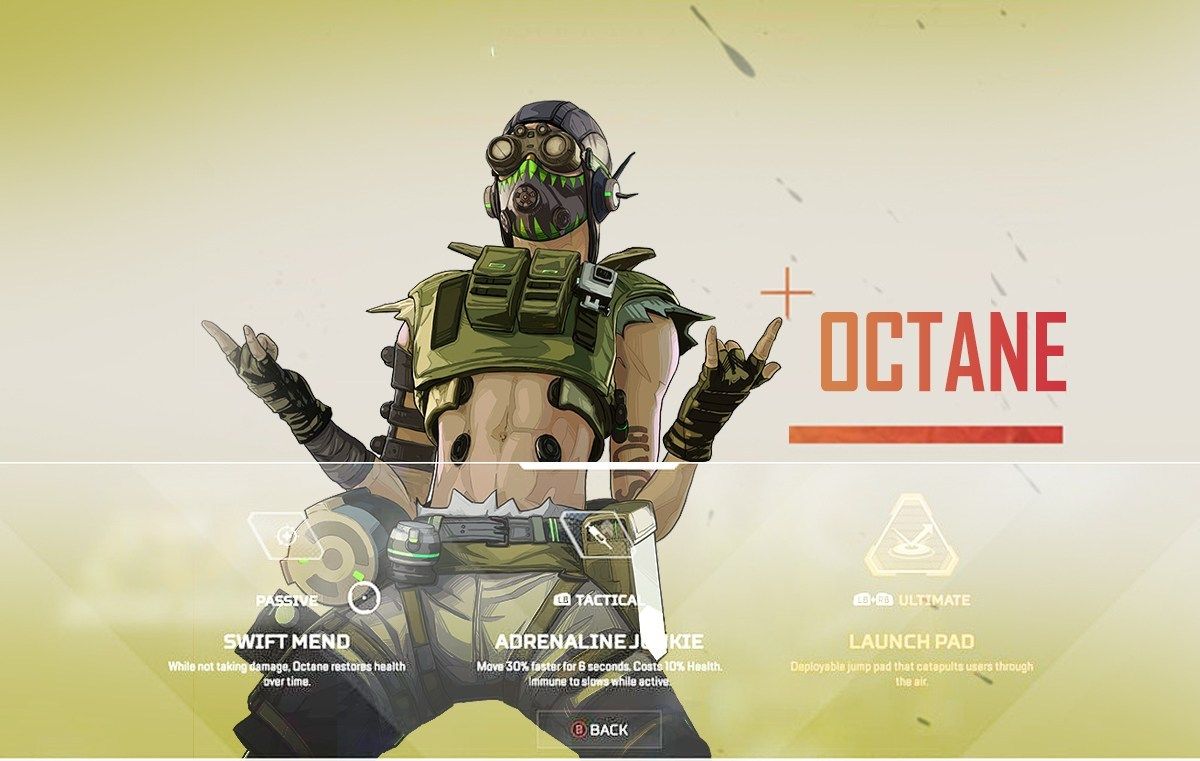 OCTANE
PASSIVE
SWIFT MEND
While not taking damage, Octane restores health
over time.
LB TACTICAL
ADRENALINE JUNKIE
Move 30% faster for 6 seconds. Costs 10% Health.
Immune to slows while active.
LB+RB ULTIMATE
LAUNCH PAD
Deployable jump pad that catapults users through
the air.
B BACK